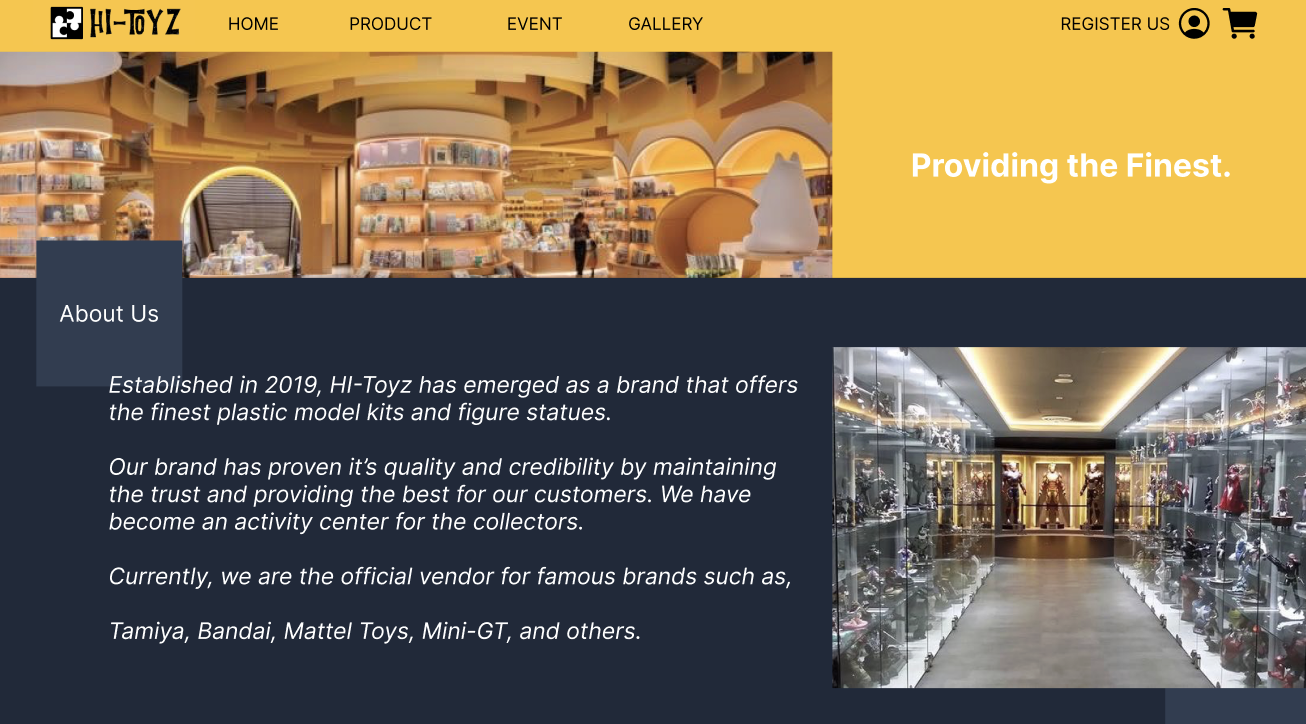 HI-TOYZ HOME PRODUCT EVENT GALLERY REGISTER US
Providing the Finest.
About Us
Established in 2019, HI-Toyz has emerged as a brand that offers
the finest plastic model kits and figure statues.
Our brand has proven it’s quality and credibility by maintaining
the trust and providing the best for our customers. We have
become an activity center for the collectors.
Currently, we are the official vendor for famous brands such as,
Tamiya, Bandai, Mattel Toys, Mini-GT, and others.